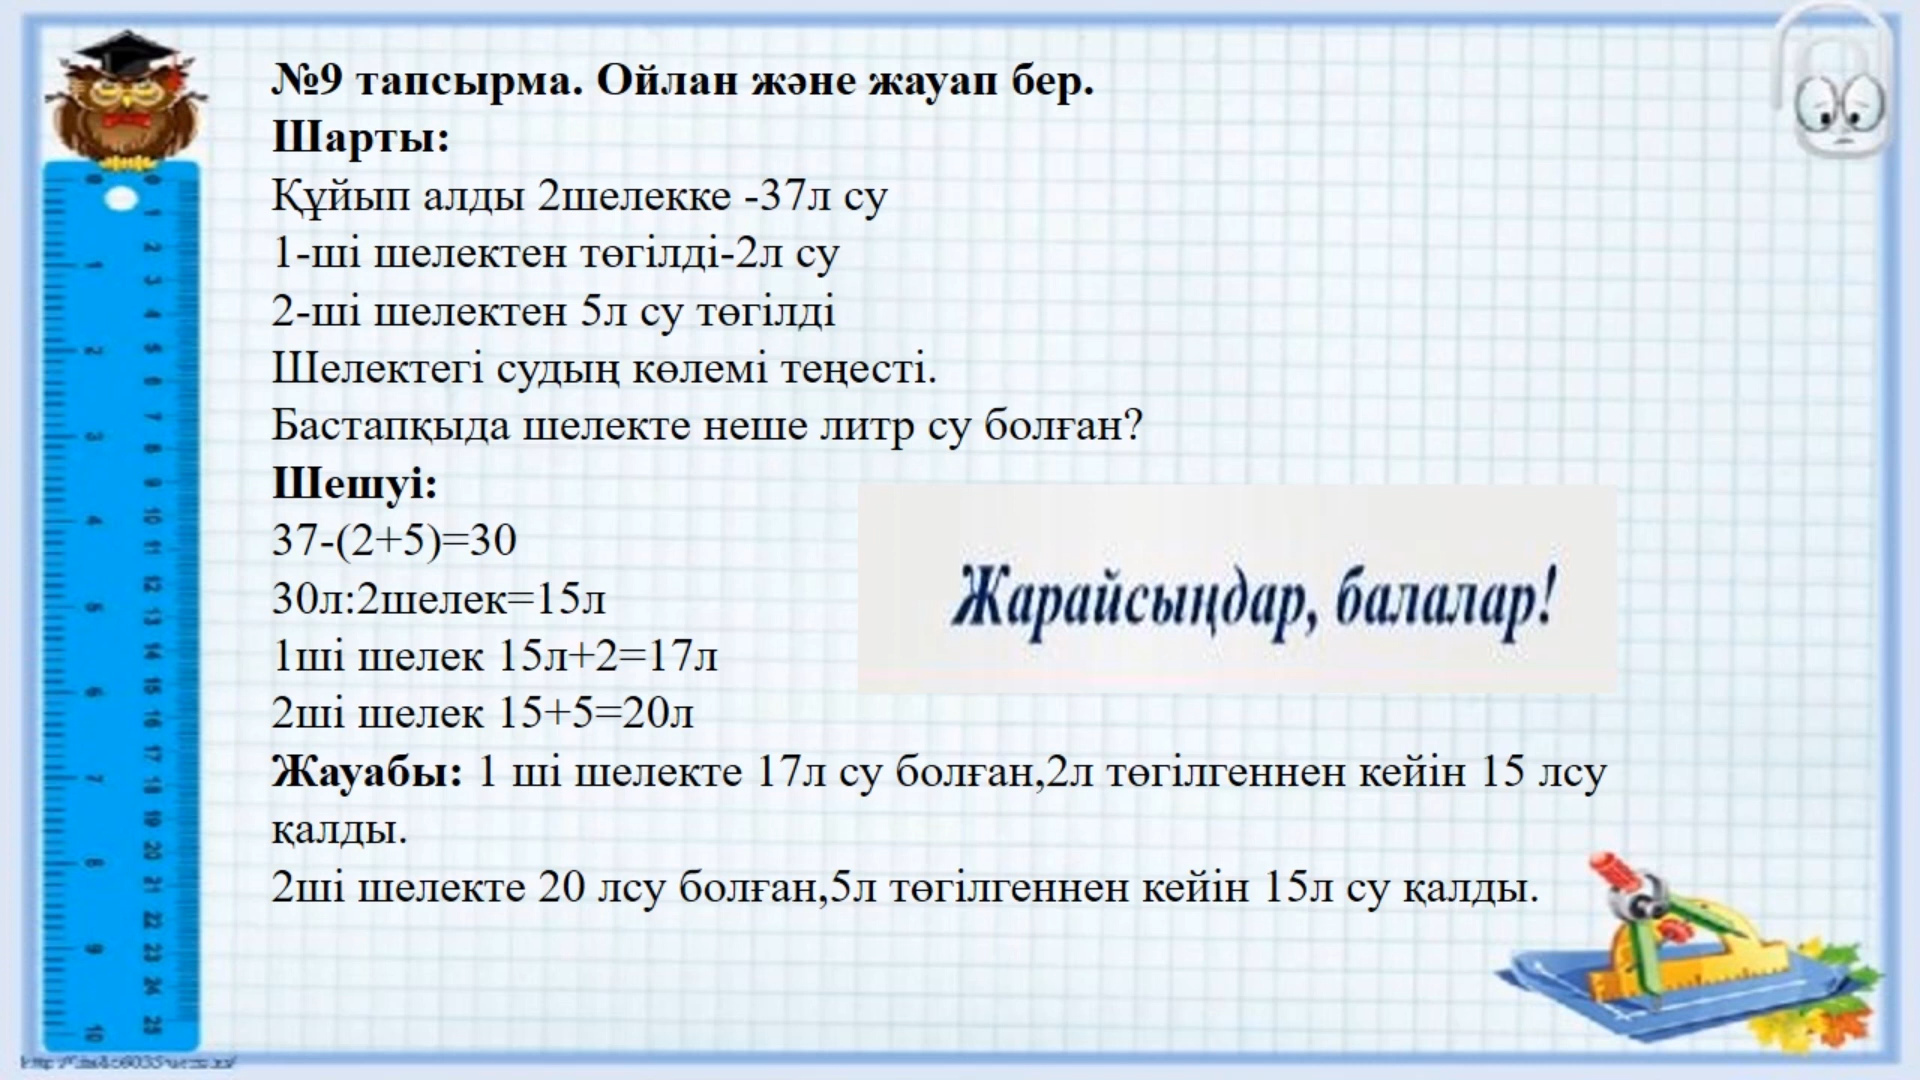 №9 тапсырма. Ойлан және жауап бер.
Шарты:
Құйып алды 2шелекке -37л су
1-ші шелектен төгілді-2л су
2-ші шелектен 5л су төгілді
Шелектегі судың көлемі теңесті.
Бастапқыда шелекте неше литр су болған?
Шешуі:
37-(2+5)=30
30л:2шелек=15л
1ші шелек 15л+2=17л
2ші шелек 15+5=20л
Жарайсыңдар, балалар!
Жауабы: 1 ші шелекте 17л су болған,2л төгілгеннен кейін 15 лсу
қалды.
2ші шелекте 20 лсу болған,5л төгілгеннен кейін 15л су қалды.